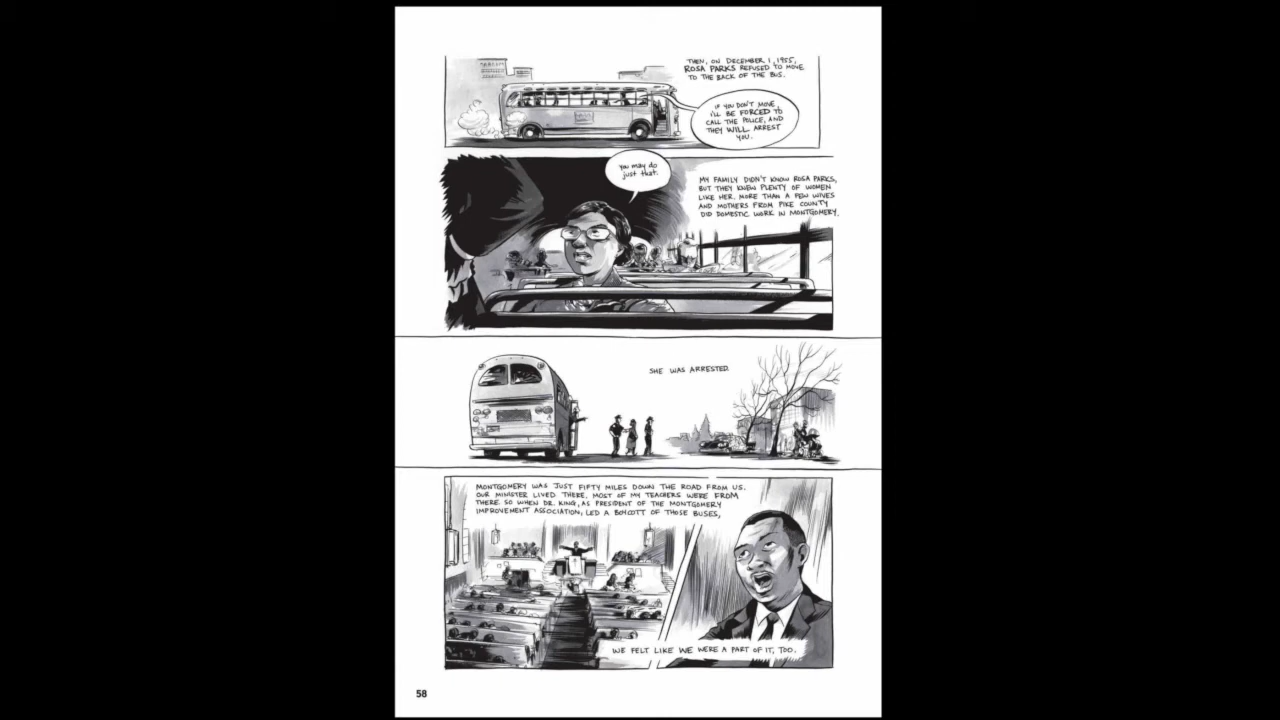 THEN, ON DECEMBER 1, 1955,
ROSA PARKS REFUSED TO MOVE
TO THE BACK OF THE BUS.
IF YOU DON'T MOVE,
I'LL BE FORCED TO
CALL THE POLICE, AND
THEY WILL ARREST
YOU.
You may do
just that.
MY FAMILY DIDN'T KNOW ROSA PARKS,
BUT THEY KNEW PLENTY OF WOMEN
LIKE HER. MORE THAN A FEW WIVES
AND MOTHERS FROM PIKE COUNTY
DID DOMESTIC WORK IN MONTGOMERY.
SHE WAS ARRESTED.
MONTGOMERY WAS JUST FIFTY MILES DOWN THE ROAD FROM US.
OUR MINISTER LIVED THERE. MOST OF MY TEACHERS WERE FROM
THERE. SO WHEN DR. KING, AS PRESIDENT OF THE MONTGOMERY
IMPROVEMENT ASSOCIATION, LED A BOYCOTT OF THOSE BUSES,
WE FELT LIKE WE WERE A PART OF IT, TOO.
58